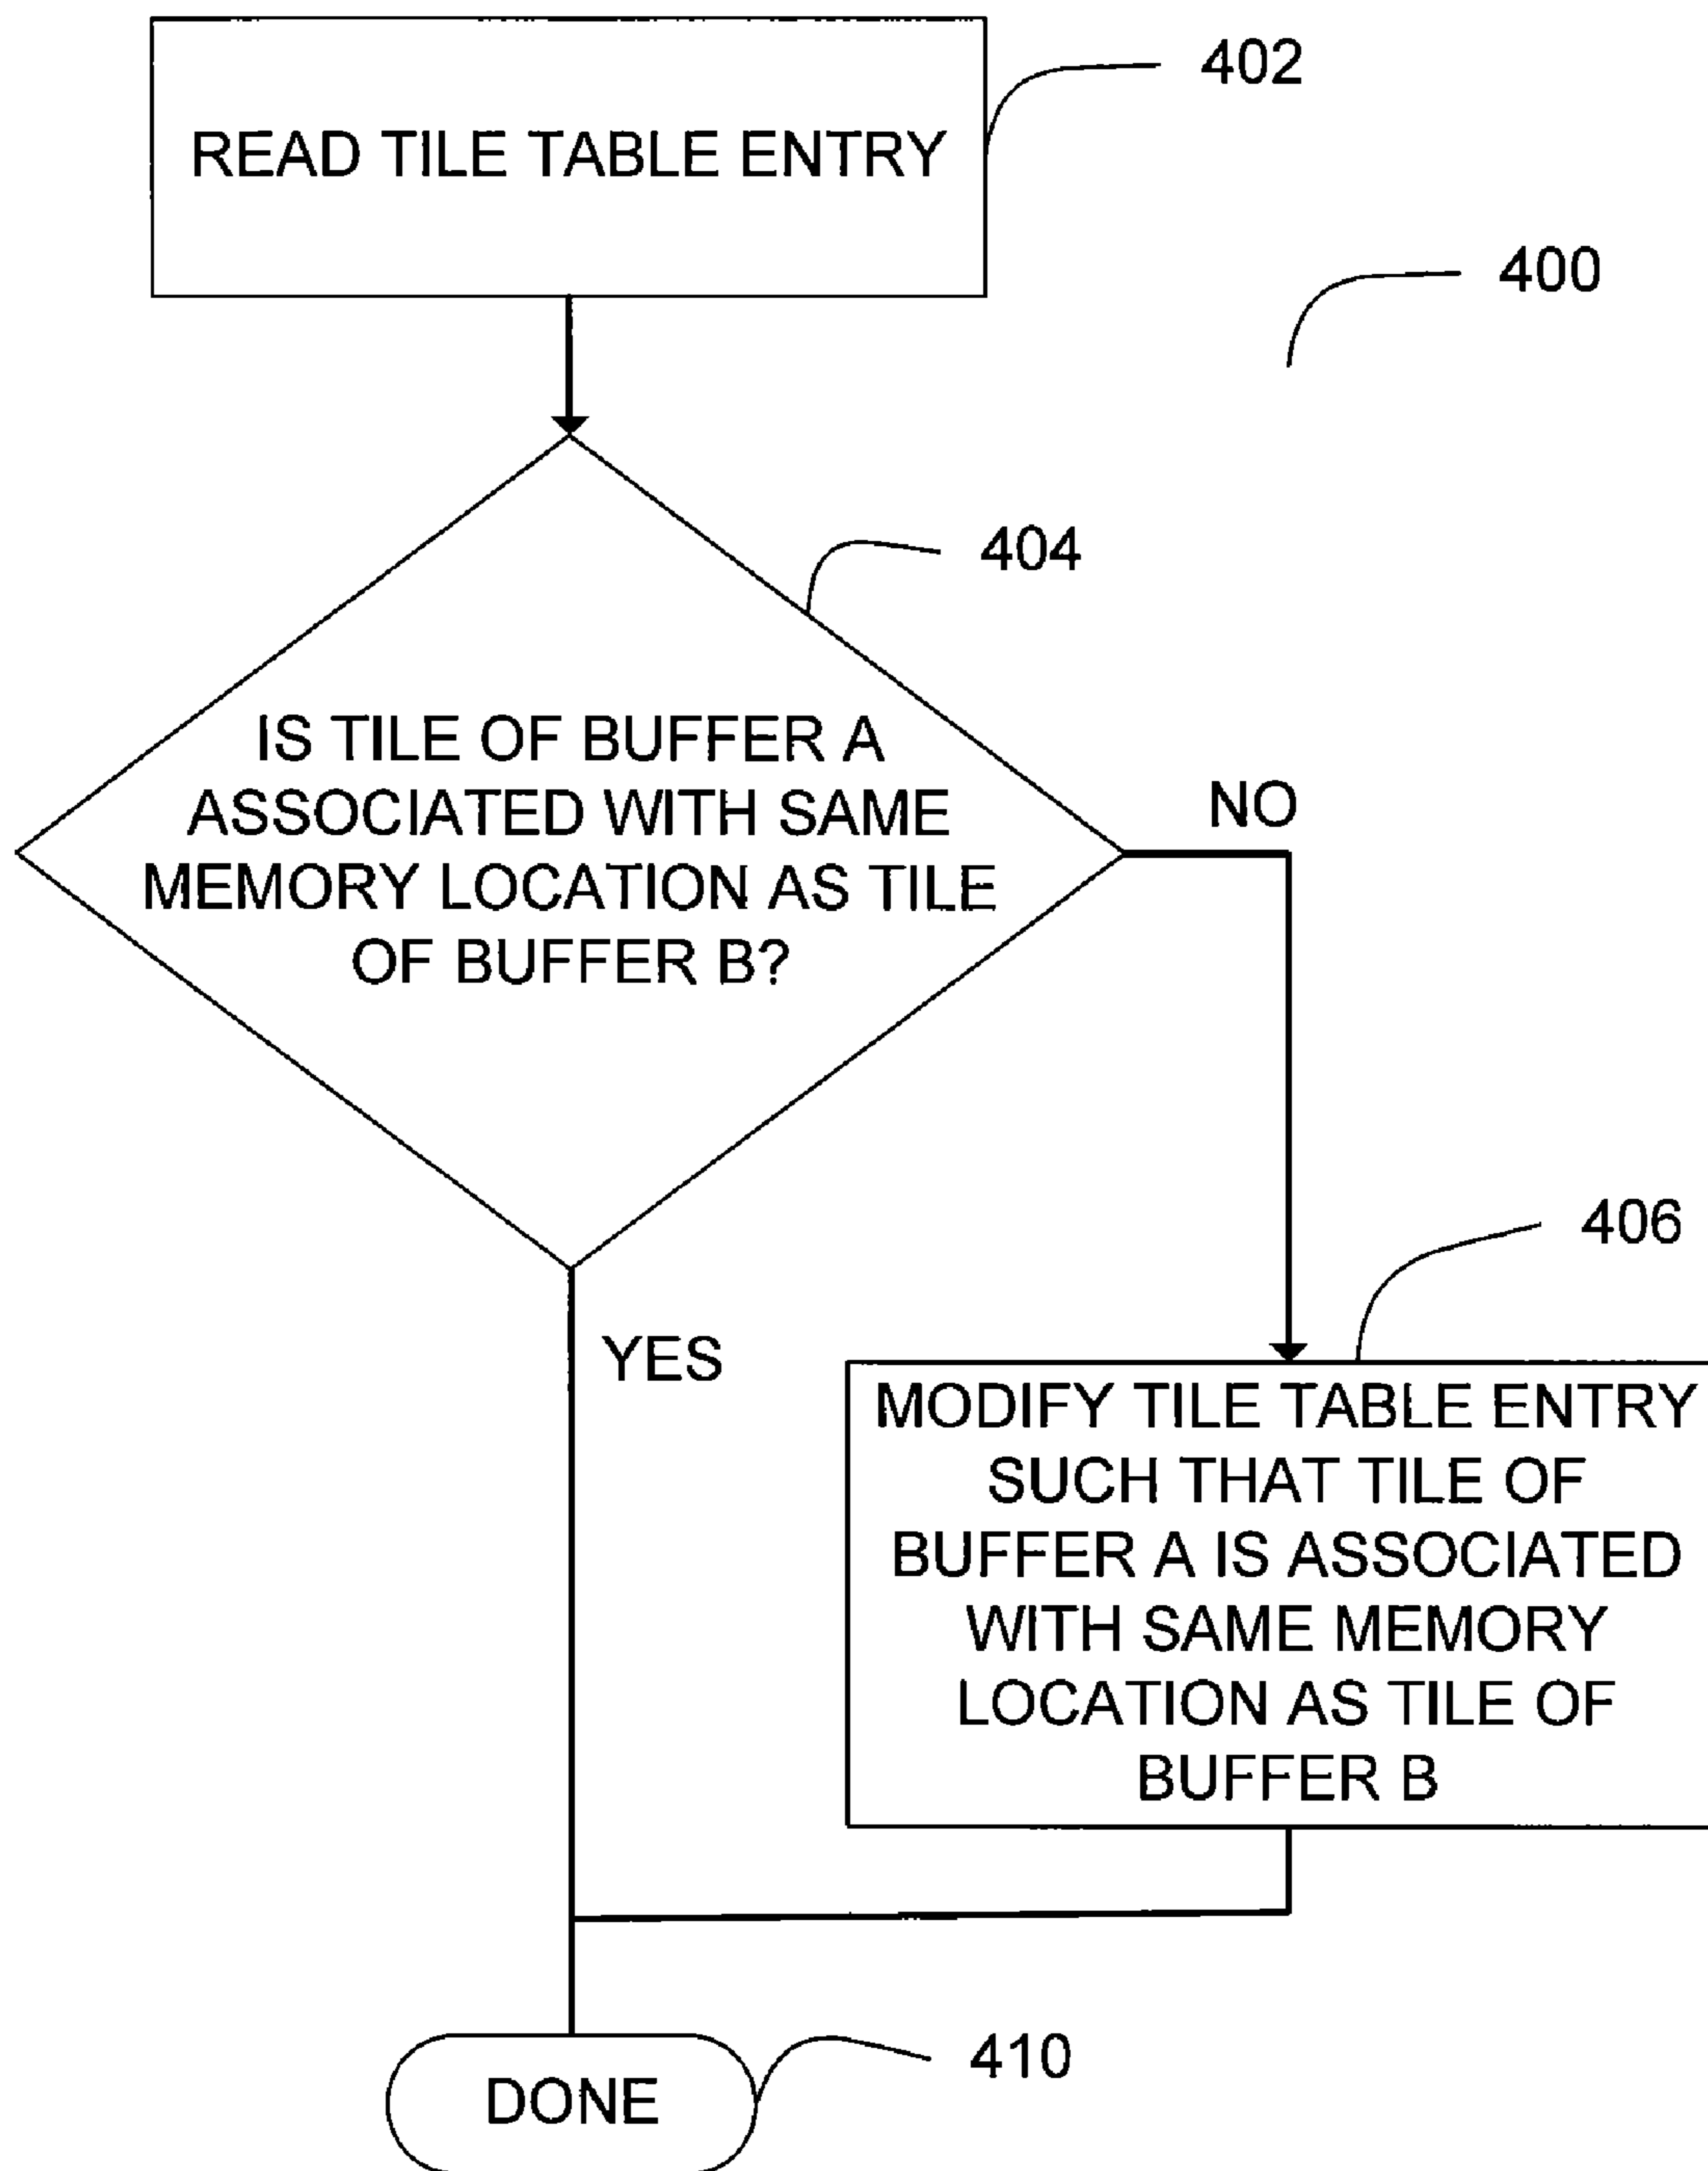 402
READ TILE TABLE ENTRY
400
404
IS TILE OF BUFFER A
ASSOCIATED WITH SAME
MEMORY LOCATION AS TILE
OF BUFFER B?
NO
406
YES
MODIFY TILE TABLE ENTRY
SUCH THAT TILE OF
BUFFER A IS ASSOCIATED
WITH SAME MEMORY
LOCATION AS TILE OF
BUFFER B
410
DONE